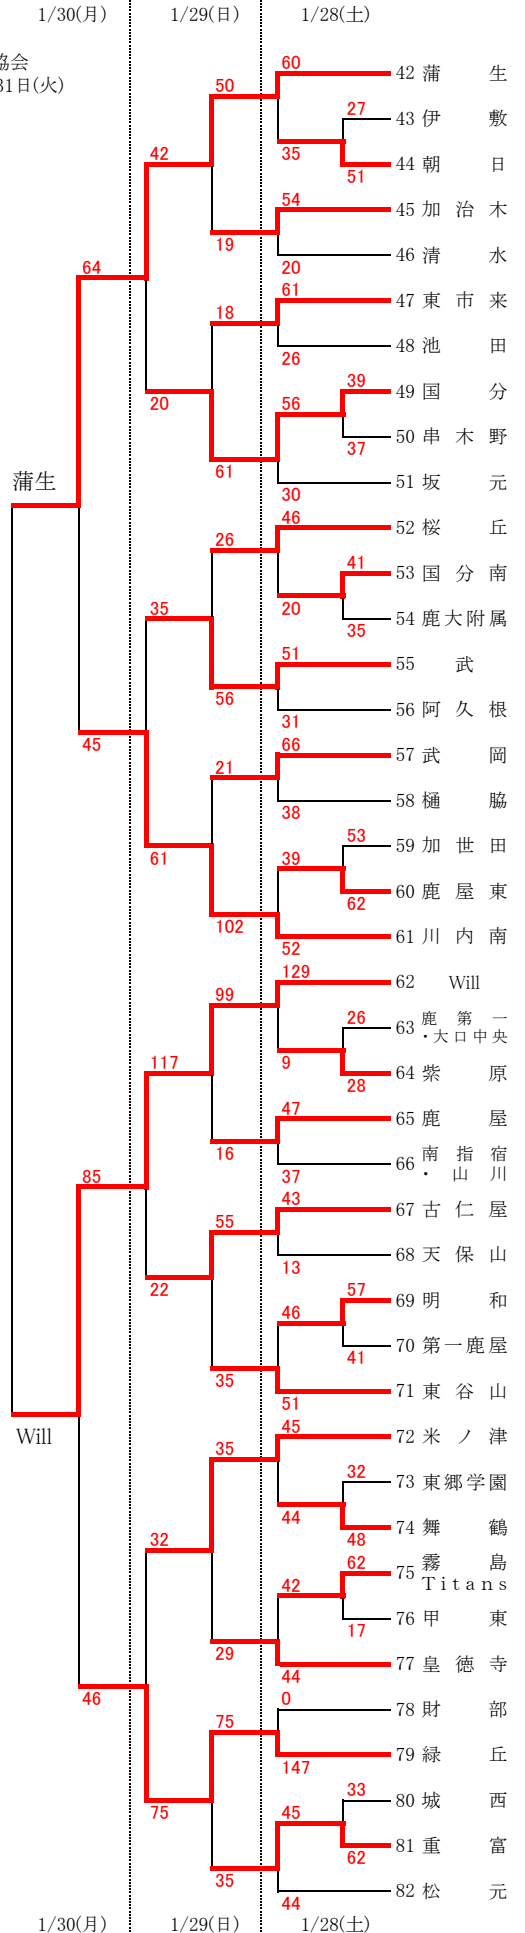 1/30(月) 1/29(日) 1/28(土)
協会
31日(火)
60
42 蒲 生
50
27
43 伊 敷
35
42
44 朝 日
51
54
45 加 治 木
19
46 清 水
20
64
61
47 東 市 来
18
48 池 田
26
39
49 国 分
20
56
50 串 木 野
37
61
蒲生
51 坂 元
30
46
52 桜 丘
26
41
53 国 分 南
20
35
54 鹿大附属
35
51
55 武
56
56 阿 久 根
31
45
66
57 武 岡
21
58 樋 脇
38
53
59 加 世 田
61
39
60 鹿 屋 東
62
102
61 川 内 南
52
129
62 Will
99
26
63 鹿 第 一
・大口中央
9
117
64 紫 原
28
47
65 鹿 屋
16
66 南 指 宿
・ 山 川
37
85
43
67 古 仁 屋
55
68 天 保 山
13
22
57
69 明 和
46
70 第一鹿屋
41
35
71 東 谷 山
51
Will
45
72 米 ノ 津
35
32
73 東郷学園
44
74 舞 鶴
48
32
62
75 霧 島
Titans
42
76 甲 東
17
29
77 皇 徳 寺
44
46
0
78 財 部
75
79 緑 丘
147
33
80 城 西
75
45
81 重 富
62
35
82 松 元
44
1/30(月) 1/29(日) 1/28(土)